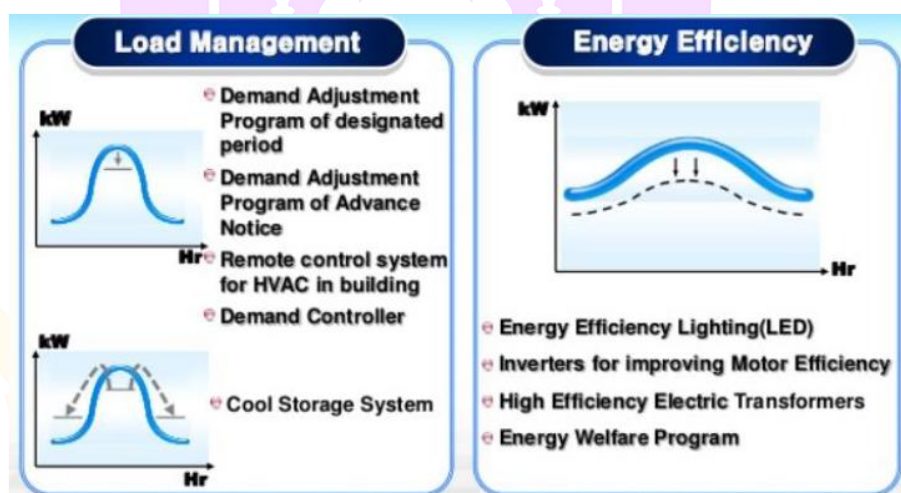 Load Management
kW
Hr
Demand Adjustment
Program of designated
period
Demand Adjustment
Program of Advance
Notice
Remote control system
for HVAC in building
Demand Controller
kW
Hr
Cool Storage System
Energy Efficiency
kW
Hr
Energy Efficiency Lighting(LED)
Inverters for improving Motor Efficiency
High Efficiency Electric Transformers
Energy Welfare Program